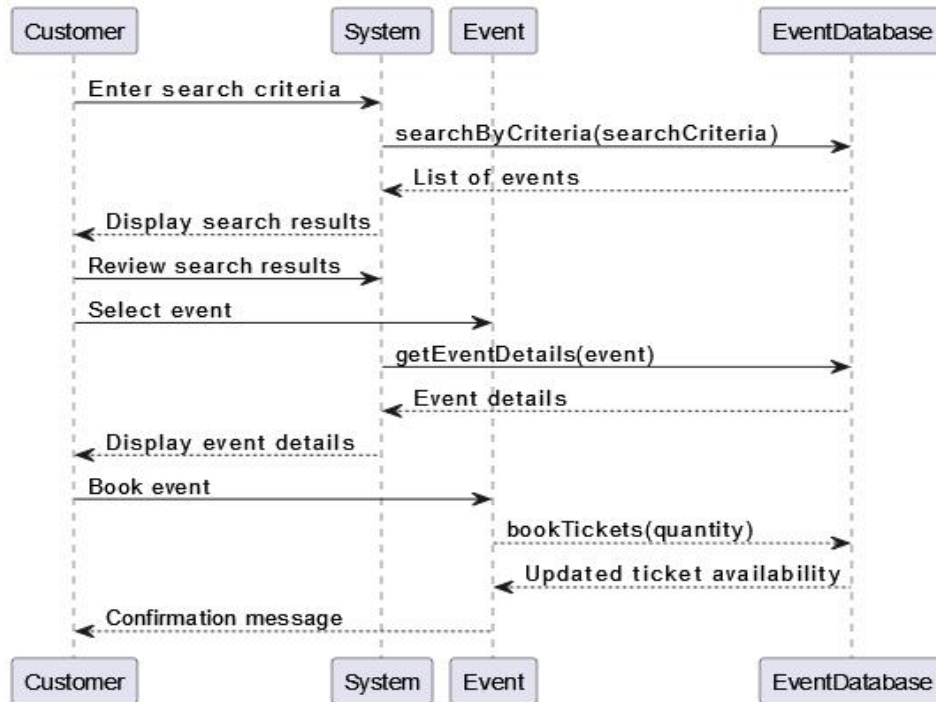 Customer System Event EventDatabase
Enter search criteria
searchByCriteria(searchCriteria)
List of events
Display search results
Review search results
Select event
getEventDetails(event)
Event details
Display event details
Book event
bookTickets(quantity)
Updated ticket availability
Confirmation message
Customer System Event EventDatabase